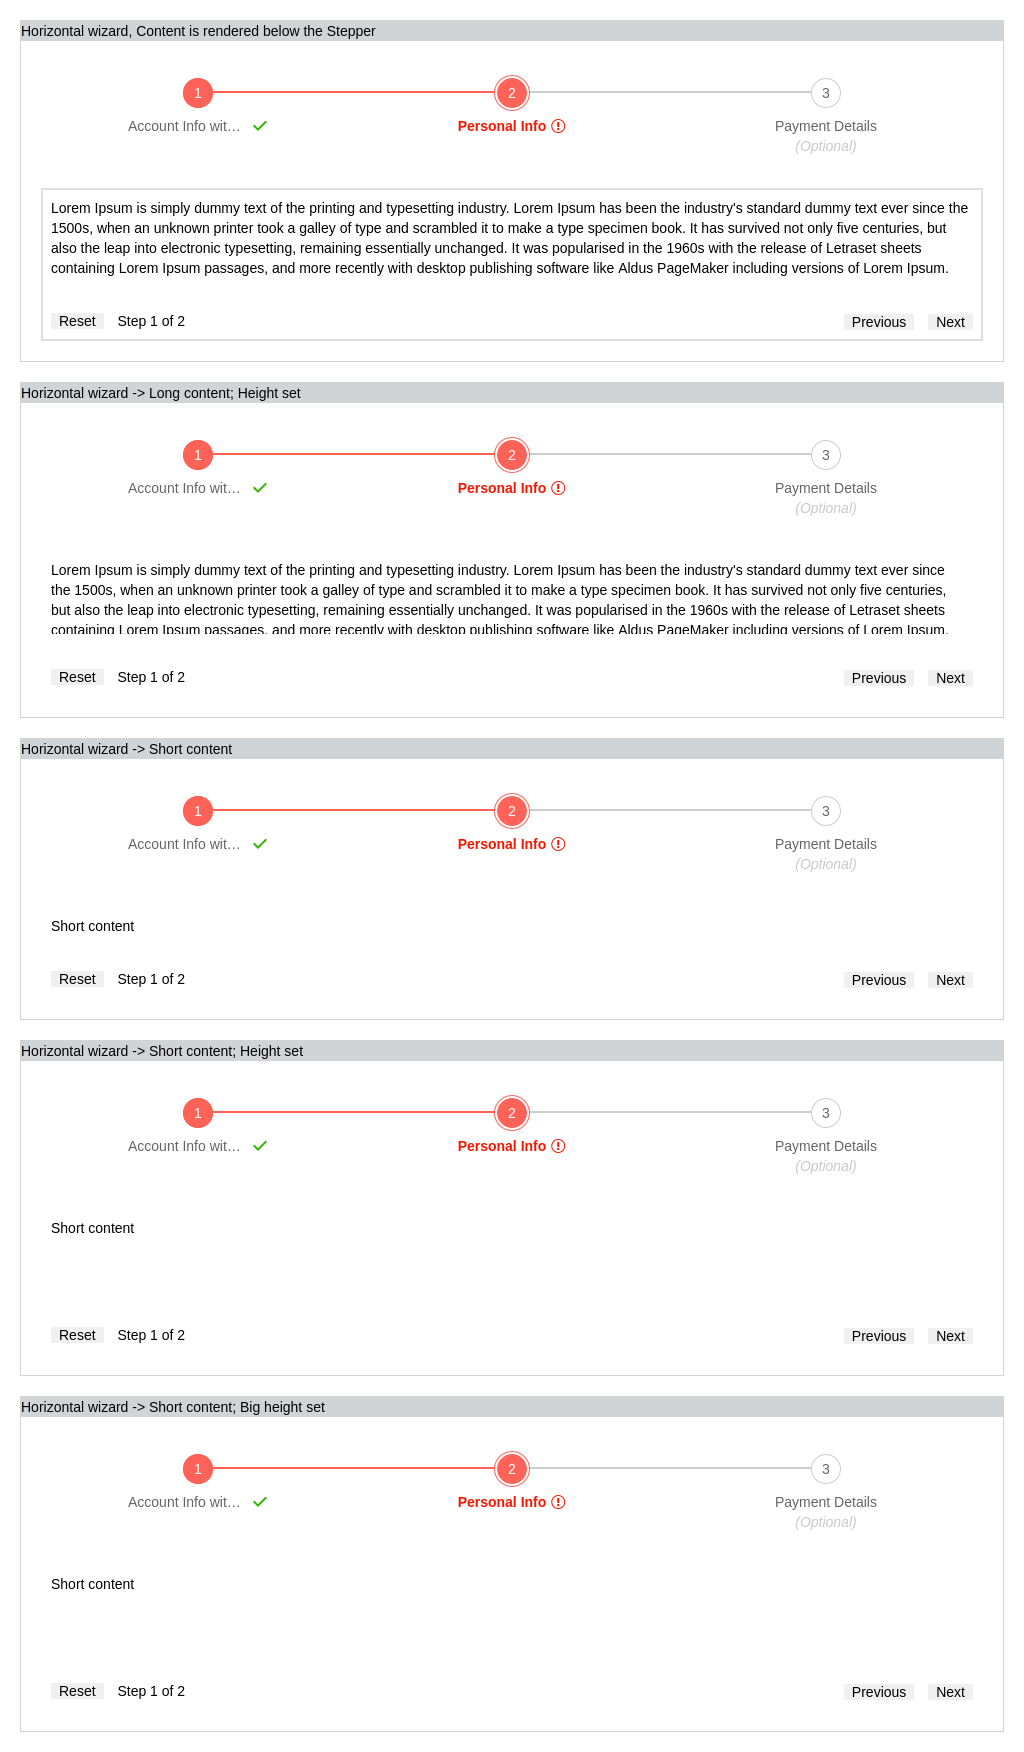 Horizontal wizard, Content is rendered below the Stepper
1 2 3
Account Info wit… Personal Info Payment Details
(Optional)
Lorem Ipsum is simply dummy text of the printing and typesetting industry. Lorem Ipsum has been the industry's standard dummy text ever since the
1500s, when an unknown printer took a galley of type and scrambled it to make a type specimen book. It has survived not only five centuries, but
also the leap into electronic typesetting, remaining essentially unchanged. It was popularised in the 1960s with the release of Letraset sheets
containing Lorem Ipsum passages, and more recently with desktop publishing software like Aldus PageMaker including versions of Lorem Ipsum.
Reset Step 1 of 2 Previous Next
Horizontal wizard -> Long content; Height set
1 2 3
Account Info wit… Personal Info Payment Details
(Optional)
Lorem Ipsum is simply dummy text of the printing and typesetting industry. Lorem Ipsum has been the industry's standard dummy text ever since
the 1500s, when an unknown printer took a galley of type and scrambled it to make a type specimen book. It has survived not only five centuries,
but also the leap into electronic typesetting, remaining essentially unchanged. It was popularised in the 1960s with the release of Letraset sheets
containing Lorem Ipsum passages, and more recently with desktop publishing software like Aldus PageMaker including versions of Lorem Ipsum.
Reset Step 1 of 2 Previous Next
Horizontal wizard -> Short content
1 2 3
Account Info wit… Personal Info Payment Details
(Optional)
Short content
Reset Step 1 of 2 Previous Next
Horizontal wizard -> Short content; Height set
1 2 3
Account Info wit… Personal Info Payment Details
(Optional)
Short content
Reset Step 1 of 2 Previous Next
Horizontal wizard -> Short content; Big height set
1 2 3
Account Info wit… Personal Info Payment Details
(Optional)
Short content
Reset Step 1 of 2 Previous Next